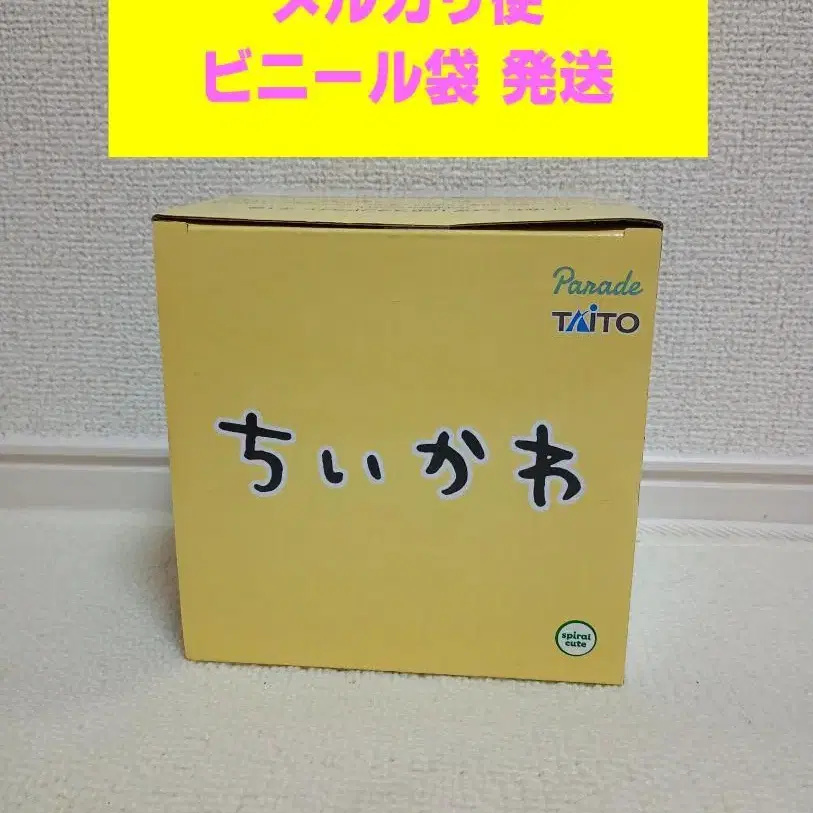 メルカリ便
ビニール袋 発送
Parade
TAITO
ちいかわ
spiral
cute